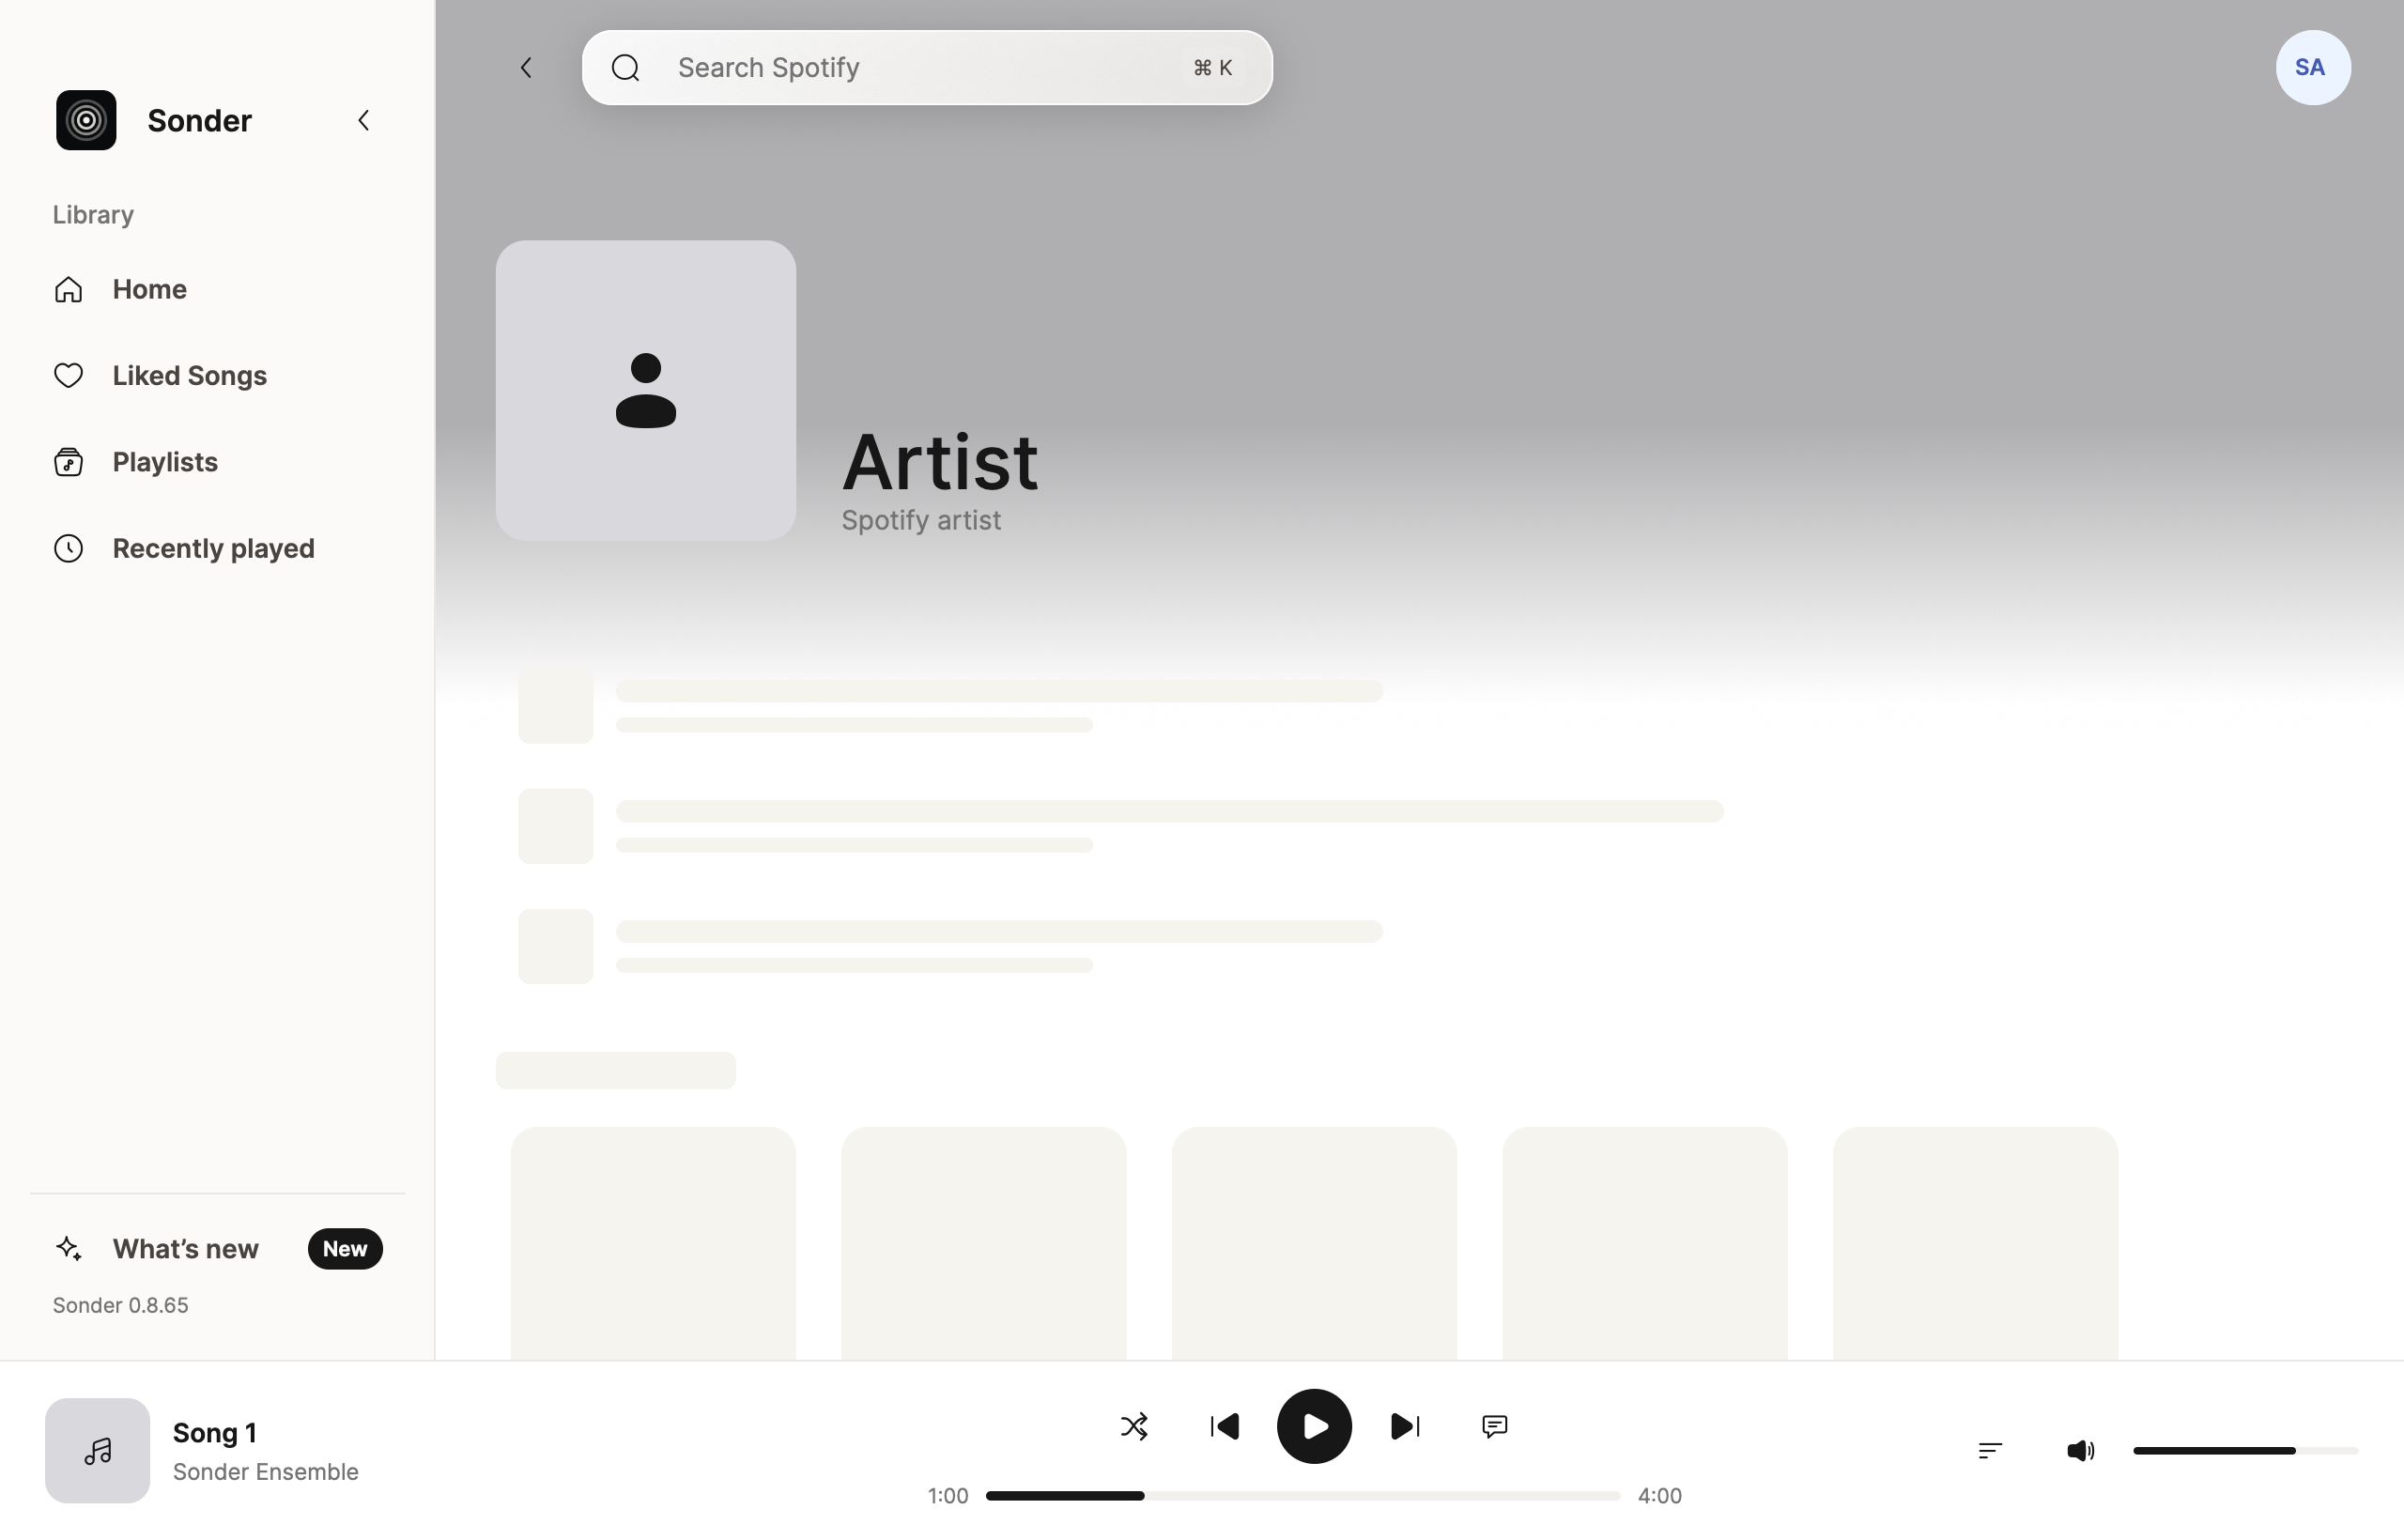 Sonder
Library
Home
Liked Songs
Playlists
Recently played
What’s new
New
Sonder 0.8.65
Search Spotify
⌘ K
SA
Artist
Spotify artist
Song 1
Sonder Ensemble
1:00
4:00